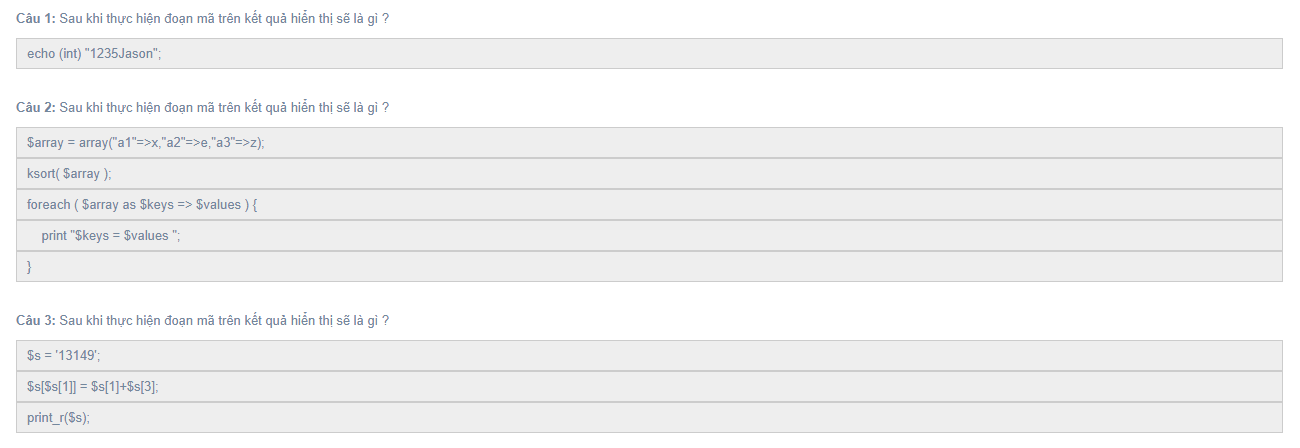 Câu 1: Sau khi thực hiện đoạn mã trên kết quả hiển thị sẽ là gì ?
echo (int) "1235Jason";
Câu 2: Sau khi thực hiện đoạn mã trên kết quả hiển thị sẽ là gì ?
$array = array("a1"=>x,"a2"=>e,"a3"=>z);
ksort( $array );
foreach ( $array as $keys => $values ) {
print "$keys = $values ";
}
Câu 3: Sau khi thực hiện đoạn mã trên kết quả hiển thị sẽ là gì ?
$s = '13149';
$s[$s[1]] = $s[1]+$s[3];
print_r($s);